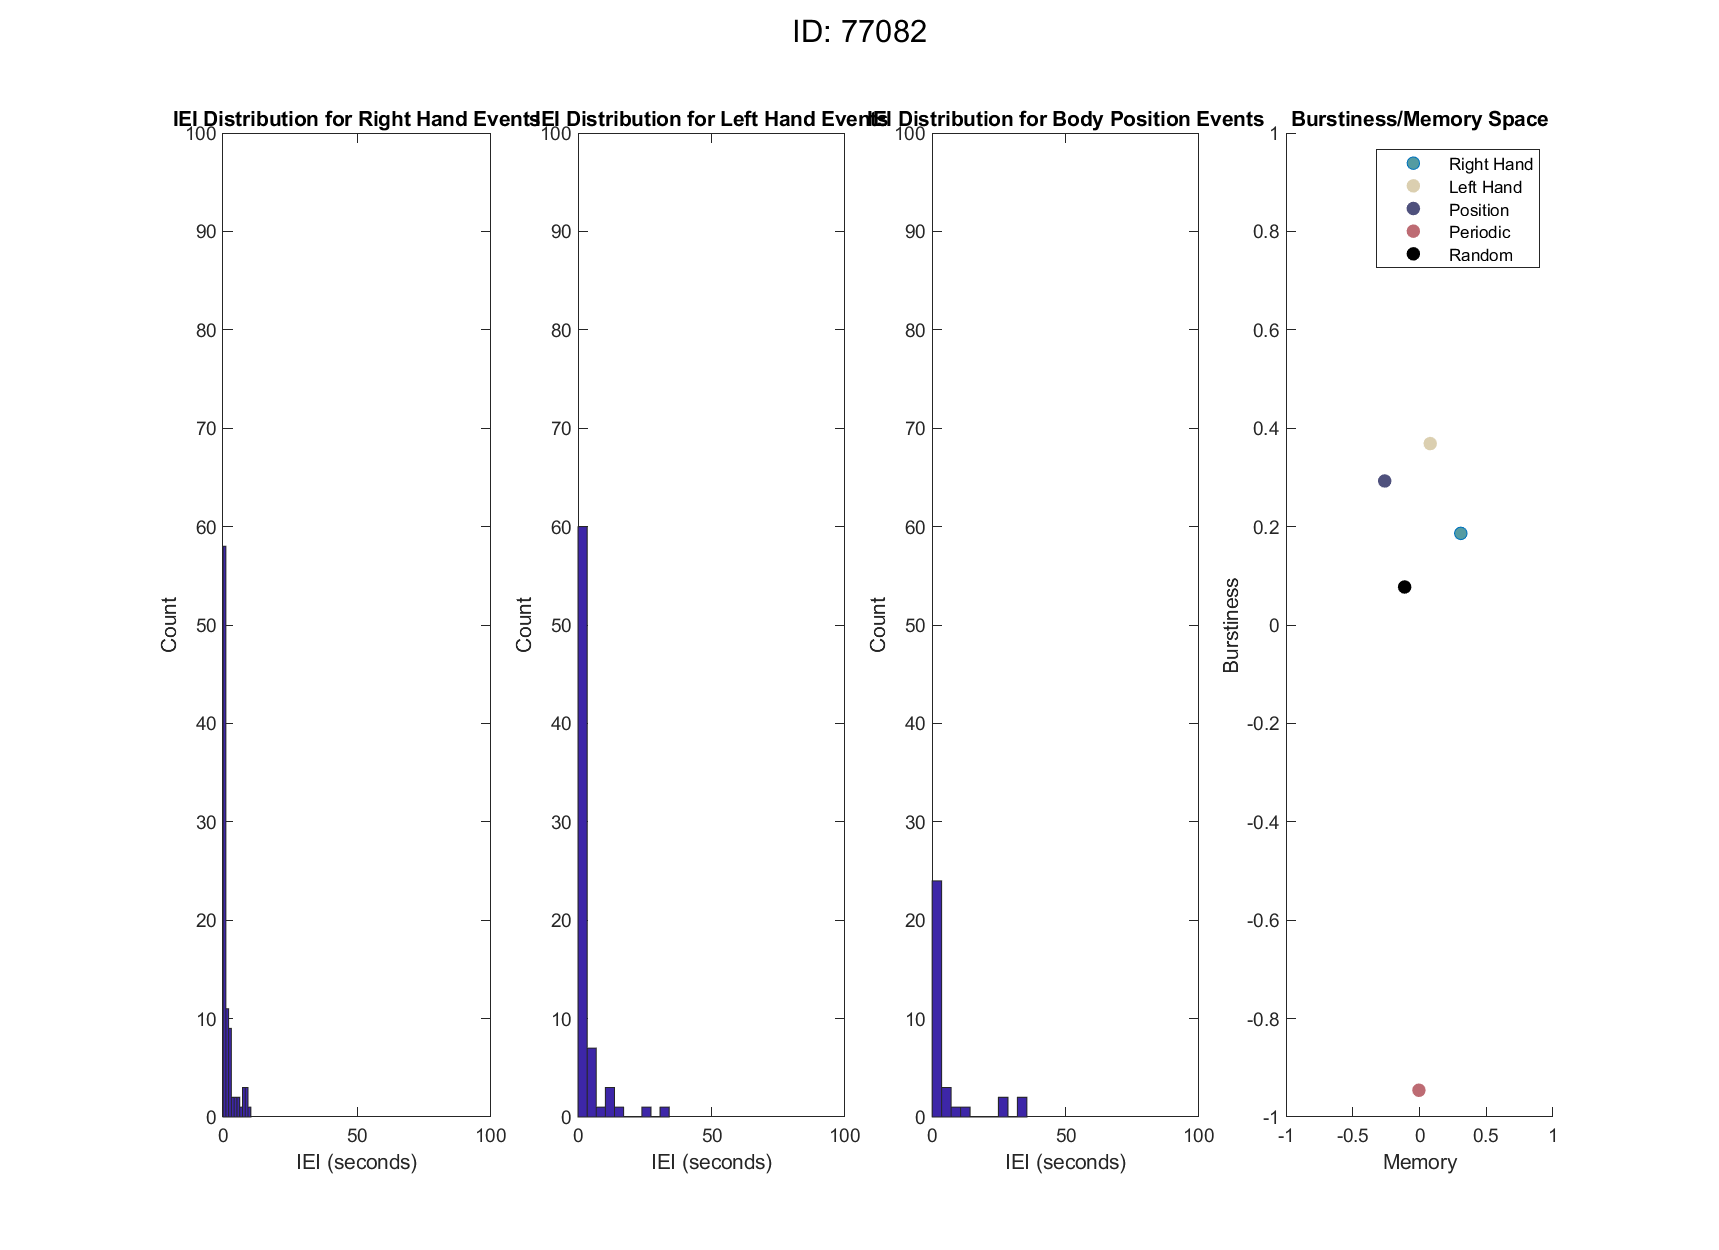 ID: 77082
IEI Distribution for Right Hand Events
100
90
80
70
60
50
40
30
20
10
0
Count
0 50 100
IEI (seconds)
IEI Distribution for Left Hand Events
100
90
80
70
60
50
40
30
20
10
0
Count
0 50 100
IEI (seconds)
IEI Distribution for Body Position Events
100
90
80
70
60
50
40
30
20
10
0
Count
0 50 100
IEI (seconds)
Burstiness/Memory Space
1
0.8
0.6
0.4
0.2
0
-0.2
-0.4
-0.6
-0.8
-1
Burstiness
Right Hand
Left Hand
Position
Periodic
Random
-1 -0.5 0 0.5 1
Memory